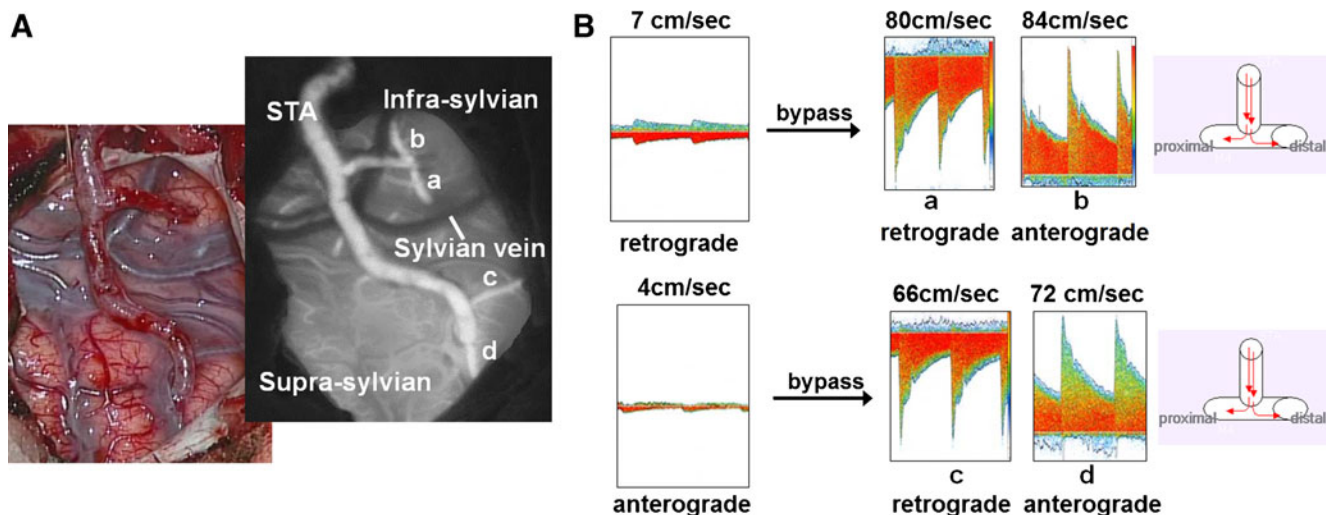 A
STA
Infra-sylvian
b
a
Sylvian vein
c
d
Supra-sylvian
B
7 cm/sec
retrograde
bypass
80cm/sec
84cm/sec
a
b
retrograde
anterograde
proximal
distal
4cm/sec
anterograde
bypass
66cm/sec
72 cm/sec
c
d
retrograde
anterograde
proximal
distal